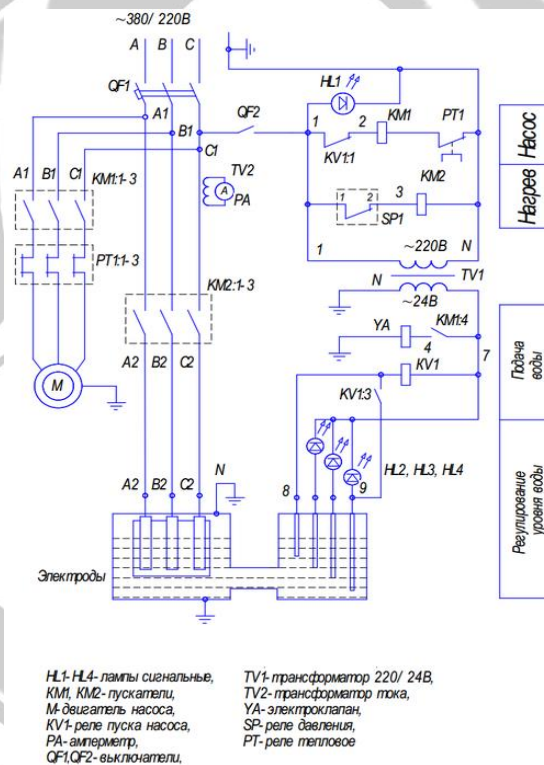 ~380/ 220В
A B C
QF1
A1
B1
C1
QF2
HL1
1 2
KM1
PT1
KV1:1
KM2
1 2 3
SP1
1
~220В N
TV1
N
~24В
TV2
A
PA
A1 B1 C1
KM1:1-3
PT1:1-3
M
KM2:1-3
A2 B2 C2
YA
KM1:4
4
7
KV1
KV1:3
HL2, HL3, HL4
8
9
A2 B2 C2
N
Электроды
Насос
Нагрев
Подача
воды
Регулирование
уровня воды
HL1- HL4- лампы сигнальные,
KM1, KM2- пускатели,
M- двигатель насоса,
KV1- реле пуска насоса,
PA- амперметр,
QF1,QF2- выключатели,
TV1- трансформатор 220/ 24В,
TV2- трансформатор тока,
YA- электроклапан,
SP- реле давления,
PT- реле тепловое